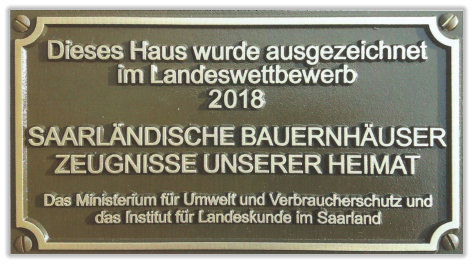 Dieses Haus wurde ausgezeichnet
im Landeswettbewerb
2018
SAARLÄNDISCHE BAUERNHÄUSER
ZEUGNISSE UNSERER HEIMAT
Das Ministerium für Umwelt und Verbraucherschutz und
das Institut für Landeskunde im Saarland